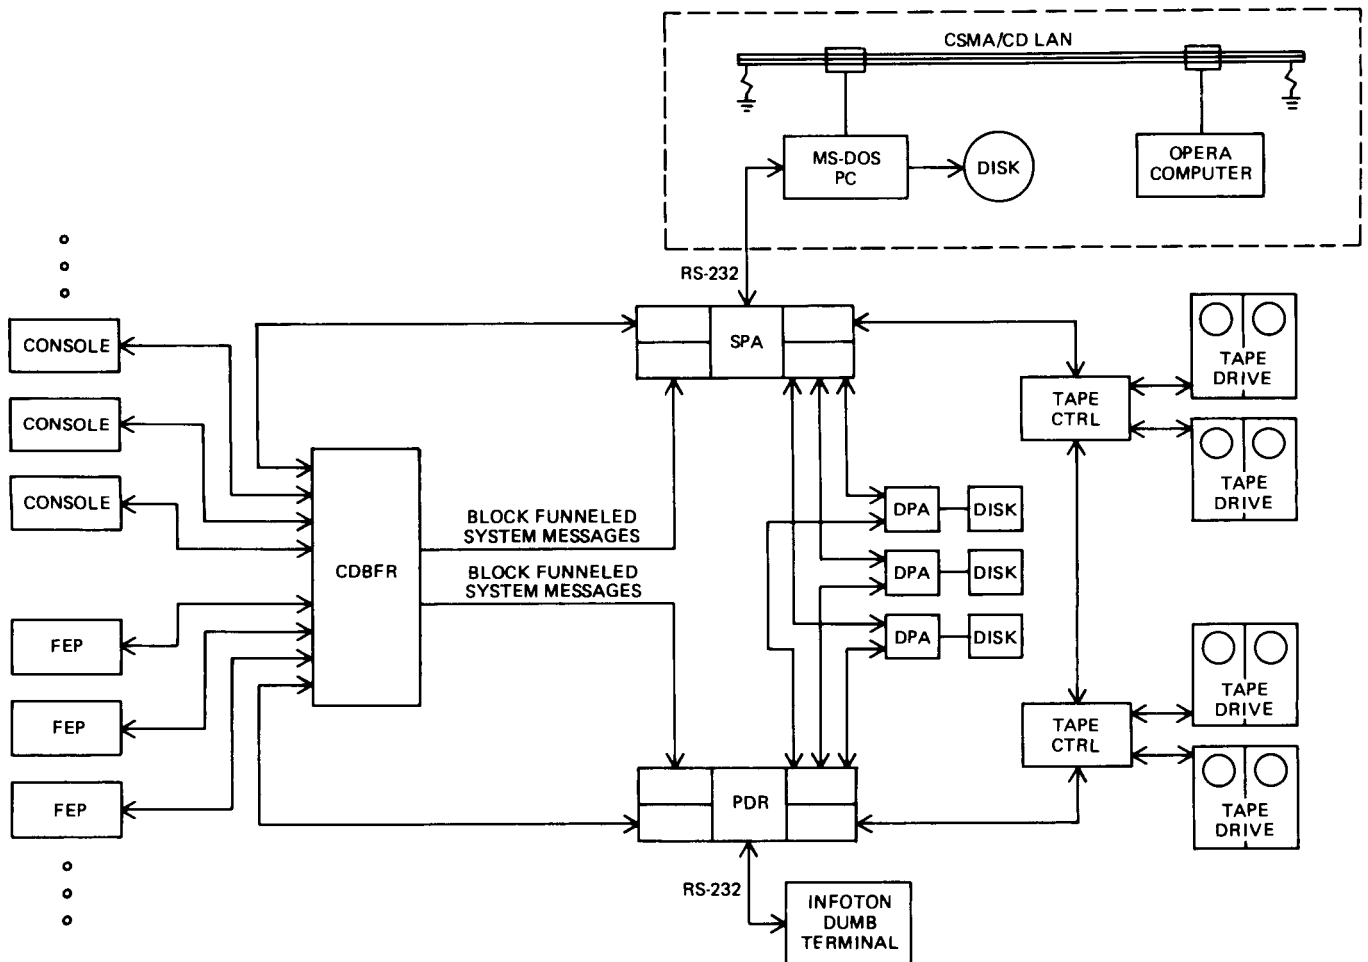 CSMA/CD LAN
MS-DOS
PC
DISK
OPERA
COMPUTER
RS-232
CONSOLE
CONSOLE
CONSOLE
SPA
TAPE
CTRL
TAPE
DRIVE
TAPE
DRIVE
CDBFR
BLOCK FUNNELED
SYSTEM MESSAGES
BLOCK FUNNELED
SYSTEM MESSAGES
DPA
DISK
DPA
DISK
DPA
DISK
FEP
FEP
FEP
TAPE
CTRL
TAPE
DRIVE
TAPE
DRIVE
PDR
RS-232
INFOTON
DUMB
TERMINAL